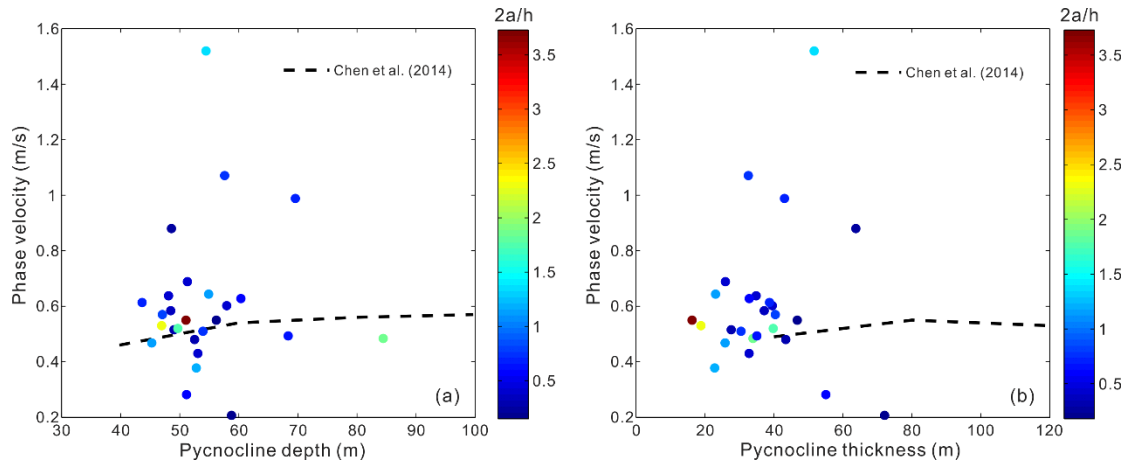 2a/h
2a/h
1.6
1.4
1.2
1
0.8
0.6
0.4
0.2
Phase velocity (m/s)
Chen et al. (2014)
(a)
30 40 50 60 70 80 90 100
Pycnocline depth (m)
3.5
3
2.5
2
1.5
1
0.5
1.6
1.4
1.2
1
0.8
0.6
0.4
0.2
Phase velocity (m/s)
Chen et al. (2014)
(b)
0 20 40 60 80 100 120
Pycnocline thickness (m)
3.5
3
2.5
2
1.5
1
0.5